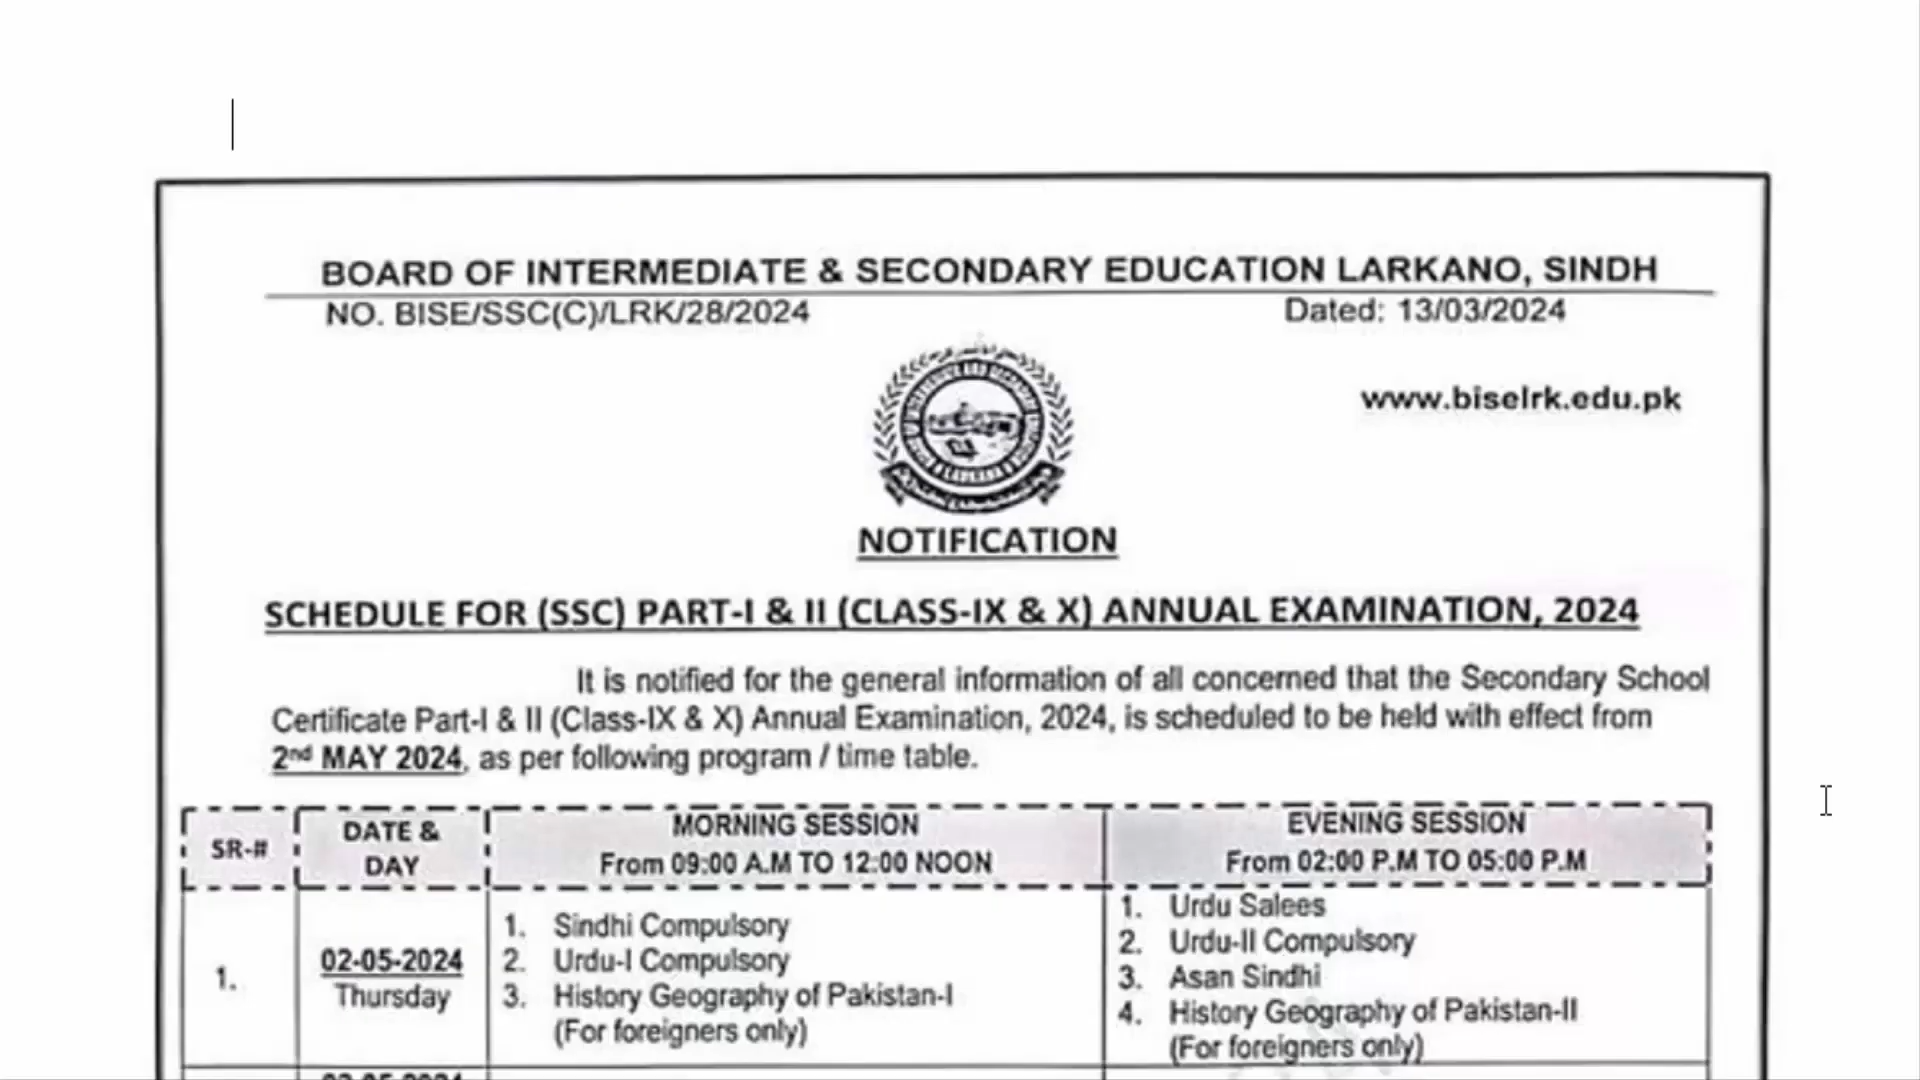 BOARD OF INTERMEDIATE & SECONDARY EDUCATION LARKANO, SINDH
NO. BISE/SSC(C)/LRK/28/2024 Dated: 13/03/2024
www.biselrk.edu.pk
NOTIFICATION
SCHEDULE FOR (SSC) PART-I & II (CLASS-IX & X) ANNUAL EXAMINATION, 2024
It is notified for the general information of all concerned that the Secondary School
Certificate Part-I & II (Class-IX & X) Annual Examination, 2024, is scheduled to be held with effect from
2nd MAY 2024, as per following program / time table.
SR-#
DATE &
DAY
MORNING SESSION
From 09:00 A.M TO 12:00 NOON
EVENING SESSION
From 02:00 P.M TO 05:00 P.M
1.
02-05-2024
Thursday
1. Sindhi Compulsory
2. Urdu-I Compulsory
3. History Geography of Pakistan-I
(For foreigners only)
1. Urdu Salees
2. Urdu-II Compulsory
3. Asan Sindhi
4. History Geography of Pakistan-II
(For foreigners only)